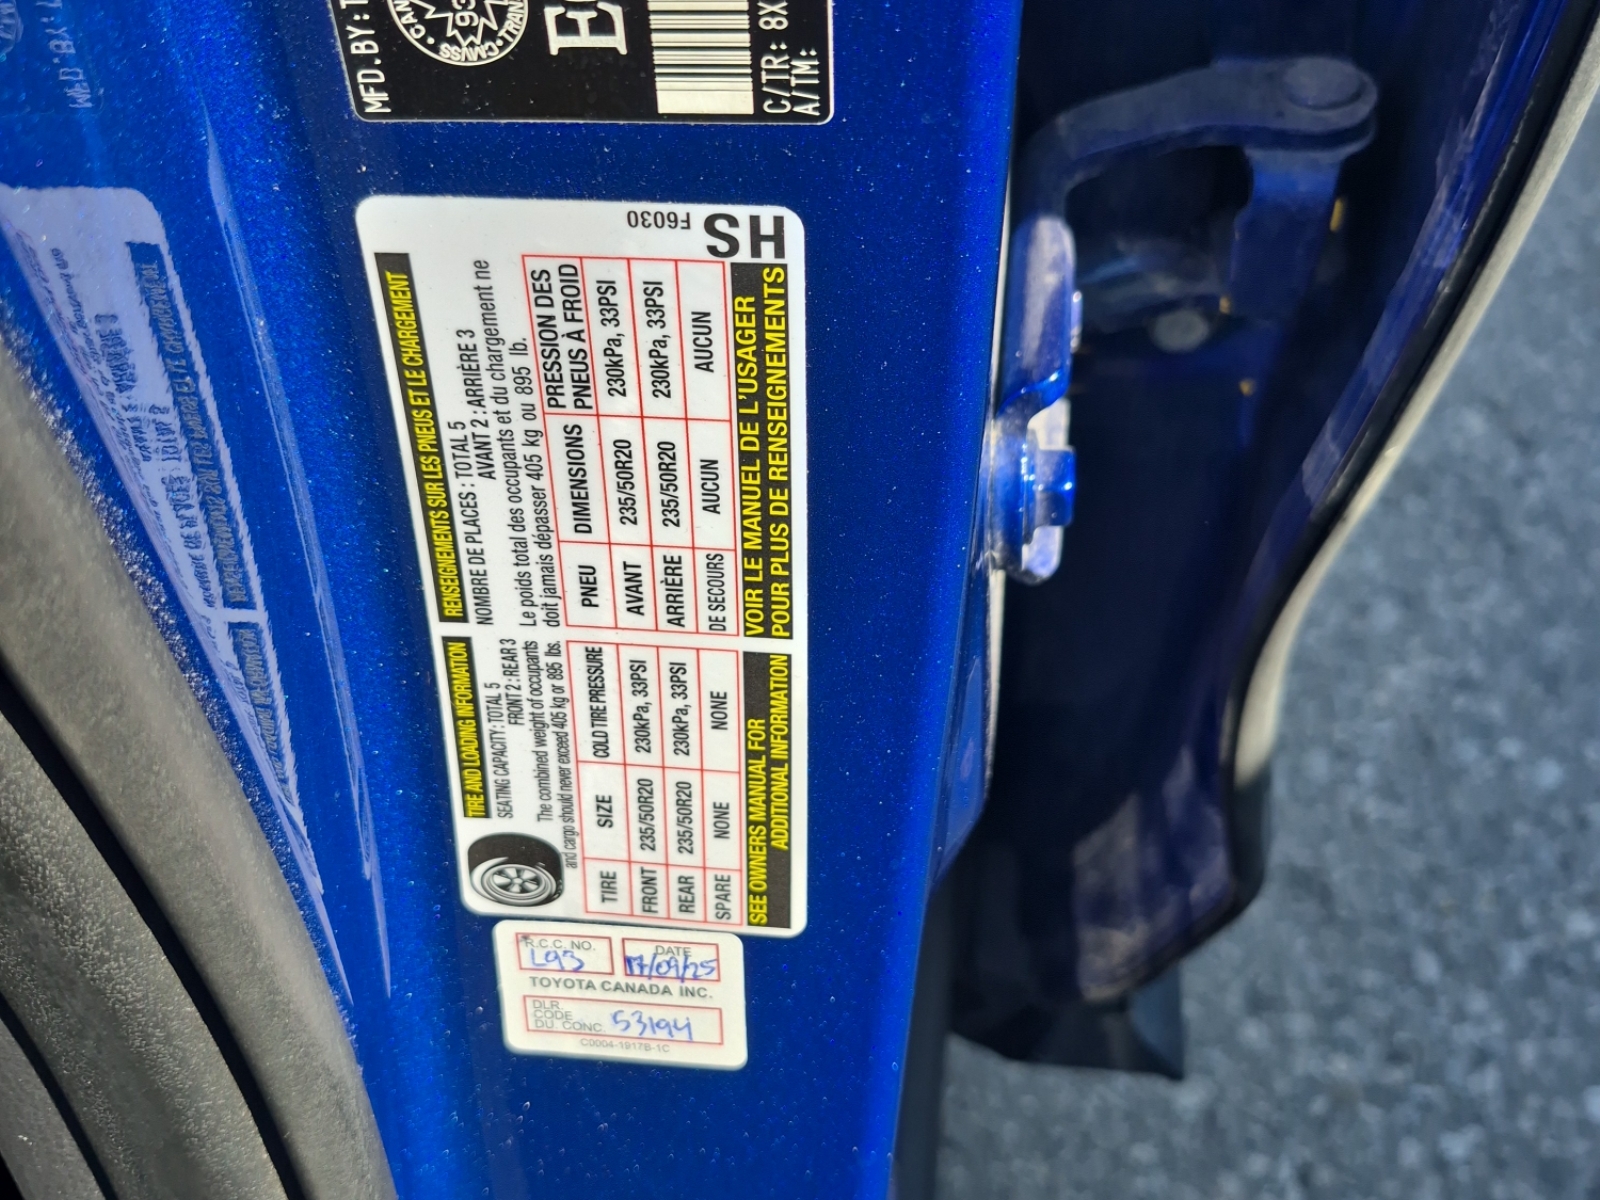 MFD.BY:T
CMVSS
C/TR: 8X
A/TM:
HS
F6030
TIRE AND LOADING INFORMATION
SEATING CAPACITY: TOTAL 5
FRONT 2 : REAR 3
The combined weight of occupants
and cargo should never exceed 405 kg or 895 lbs.
TIRE SIZE COLD TIRE PRESSURE
FRONT 235/50R20 230kPa, 33PSI
REAR 235/50R20 230kPa, 33PSI
SPARE NONE NONE
SEE OWNERS MANUAL FOR
ADDITIONAL INFORMATION
RENSEIGNEMENTS SUR LES PNEUS ET LE CHARGEMENT
NOMBRE DE PLACES : TOTAL 5
AVANT 2 : ARRIÈRE 3
Le poids total des occupants et du chargement ne
doit jamais dépasser 405 kg ou 895 lb.
PNEU DIMENSIONS PRESSION DES
PNEUS À FROID
AVANT 235/50R20 230kPa, 33PSI
ARRIÈRE 235/50R20 230kPa, 33PSI
DE SECOURS AUCUN AUCUN
VOIR LE MANUEL DE L'USAGER
POUR PLUS DE RENSEIGNEMENTS
R.C.C. NO. DATE
L93 17/09/25
TOYOTA CANADA INC.
DLR.
CODE
DU. CONC. 53194
C0004-1917B-1C